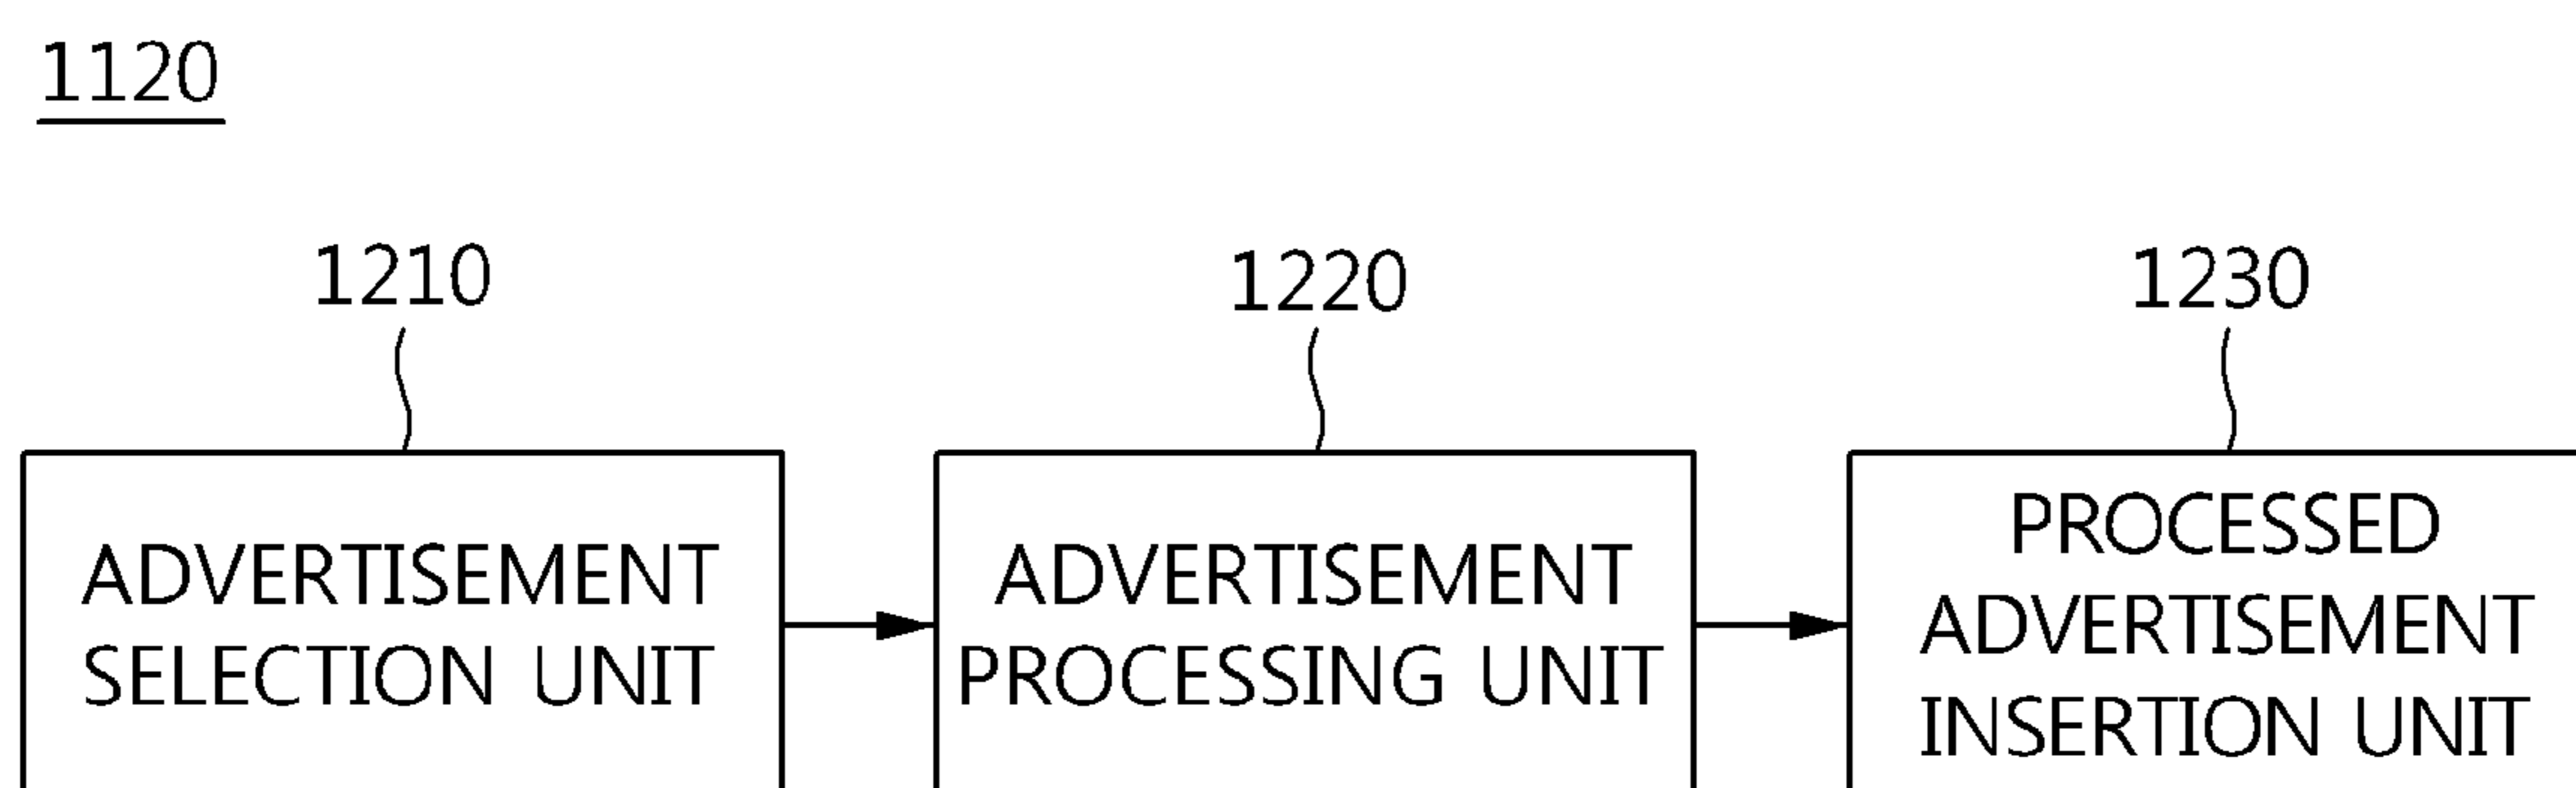 1120
1210
1220
1230
ADVERTISEMENT
SELECTION UNIT
ADVERTISEMENT
PROCESSING UNIT
PROCESSED
ADVERTISEMENT
INSERTION UNIT